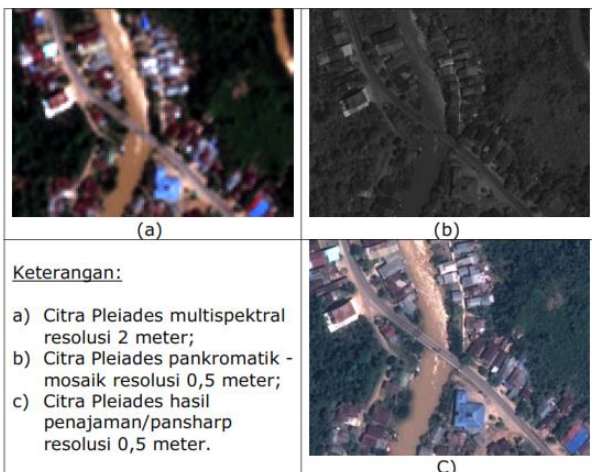 (a)
(b)
Keterangan:
a) Citra Pleiades multispektral
resolusi 2 meter;
b) Citra Pleiades pankromatik -
mosaik resolusi 0,5 meter;
c) Citra Pleiades hasil
penajaman/pansharp
resolusi 0,5 meter.
C)